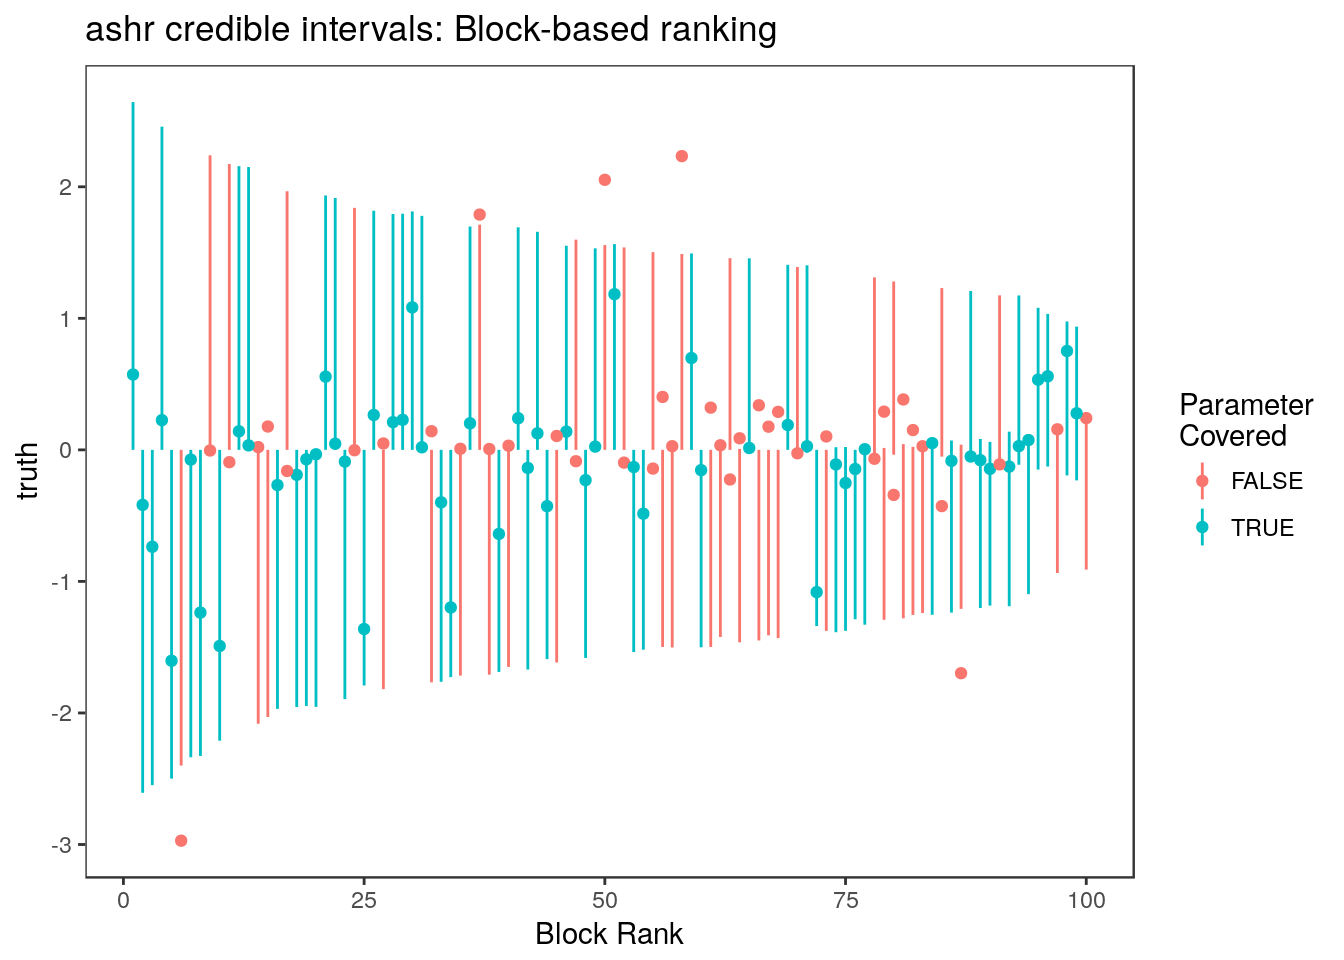 ashr credible intervals: Block-based ranking
truth
2
1
0
-1
-2
-3
0
25
50
75
100
Block Rank
Parameter
Covered
FALSE
TRUE